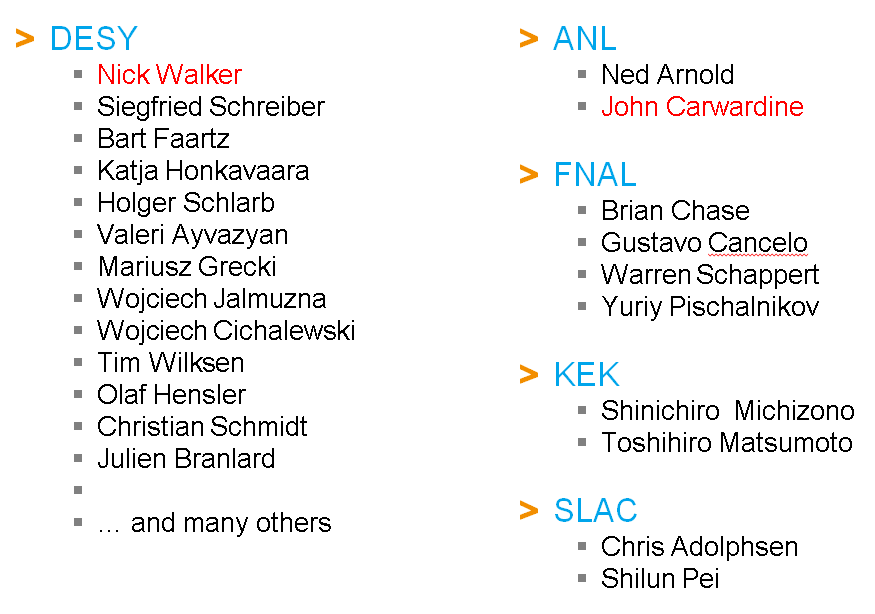 > DESY
▪ Nick Walker
▪ Siegfried Schreiber
▪ Bart Faartz
▪ Katja Honkavaara
▪ Holger Schlarb
▪ Valeri Ayvazyan
▪ Mariusz Grecki
▪ Wojciech Jalmuzna
▪ Wojciech Cichalewski
▪ Tim Wilksen
▪ Olaf Hensler
▪ Christian Schmidt
▪ Julien Branlard
▪
▪ … and many others
> ANL
▪ Ned Arnold
▪ John Carwardine
> FNAL
▪ Brian Chase
▪ Gustavo Cancelo
▪ Warren Schappert
▪ Yuriy Pischalnikov
> KEK
▪ Shinichiro Michizono
▪ Toshihiro Matsumoto
> SLAC
▪ Chris Adolphsen
▪ Shilun Pei